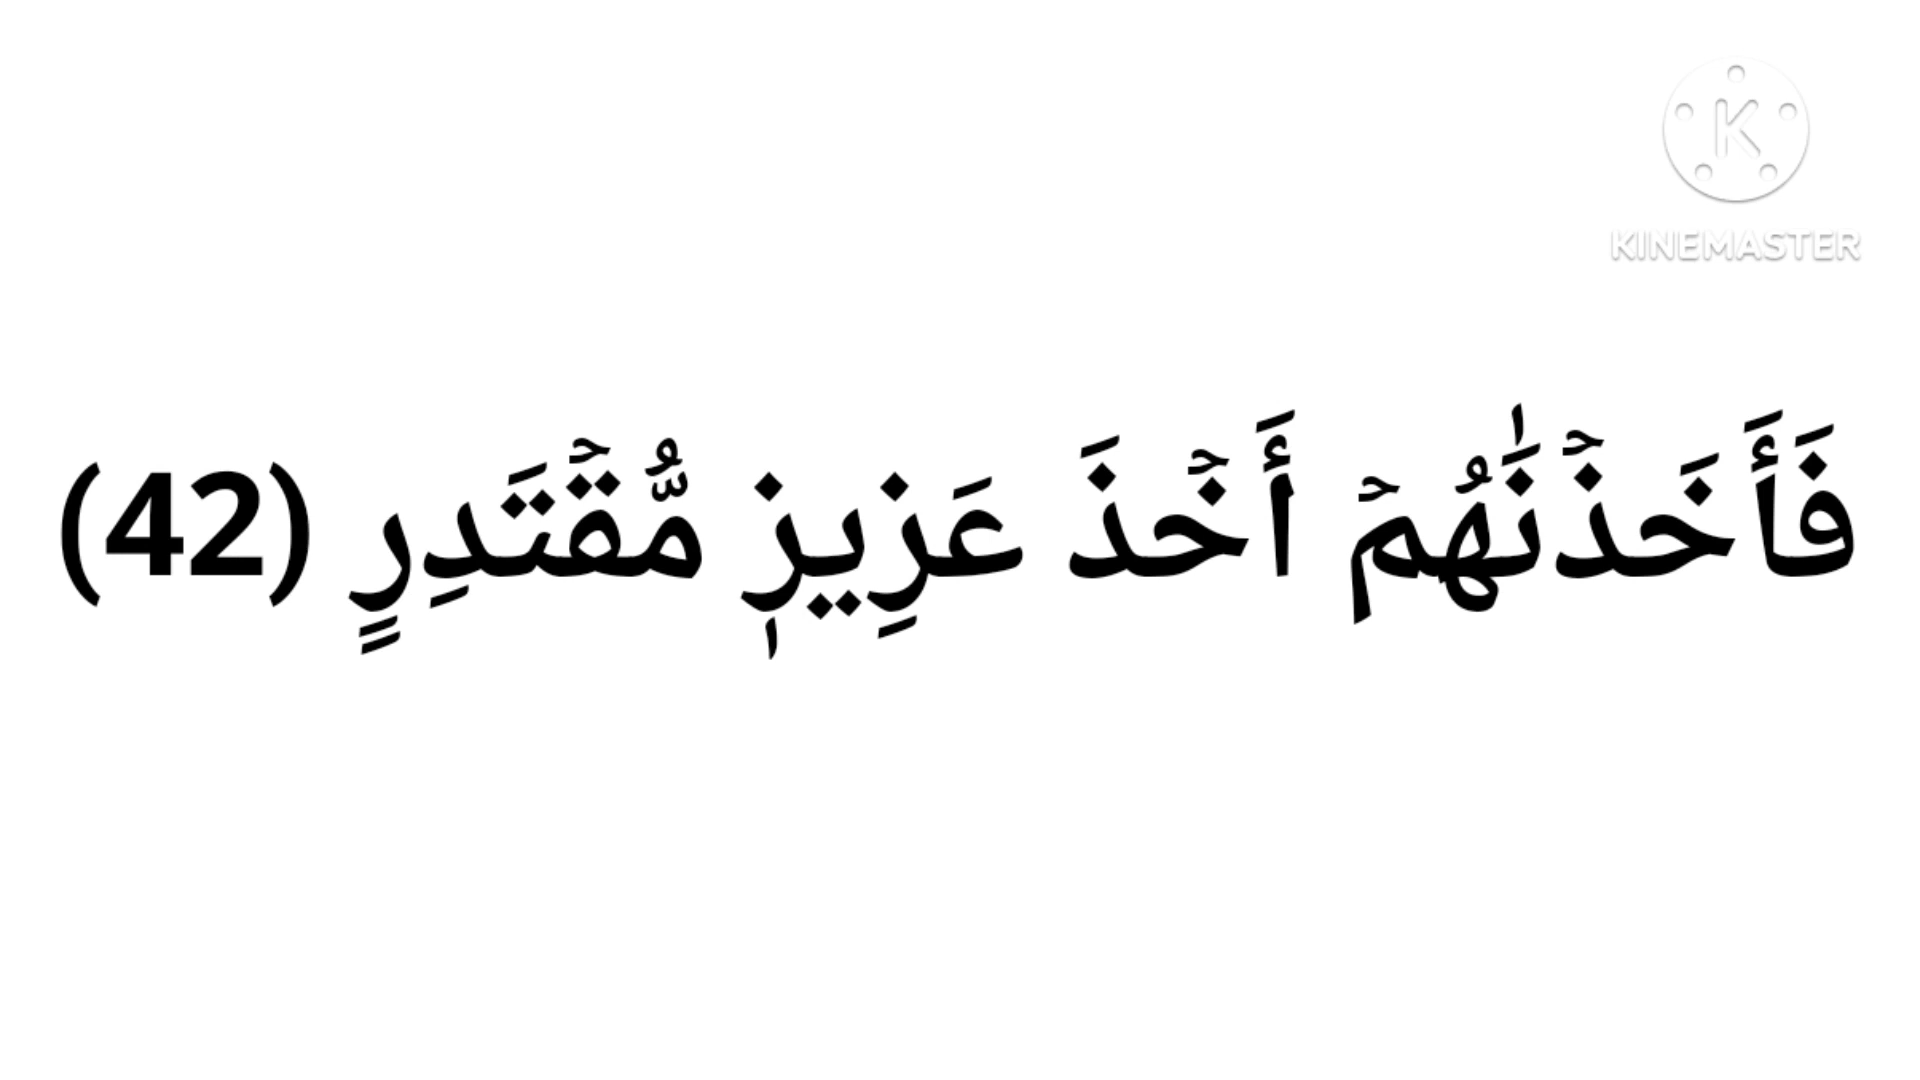 K
KINEMASTER
فَأَخَذۡنَٰهُمۡ أَخۡذَ عَزِيزٖ مُّقۡتَدِرٍ (42)